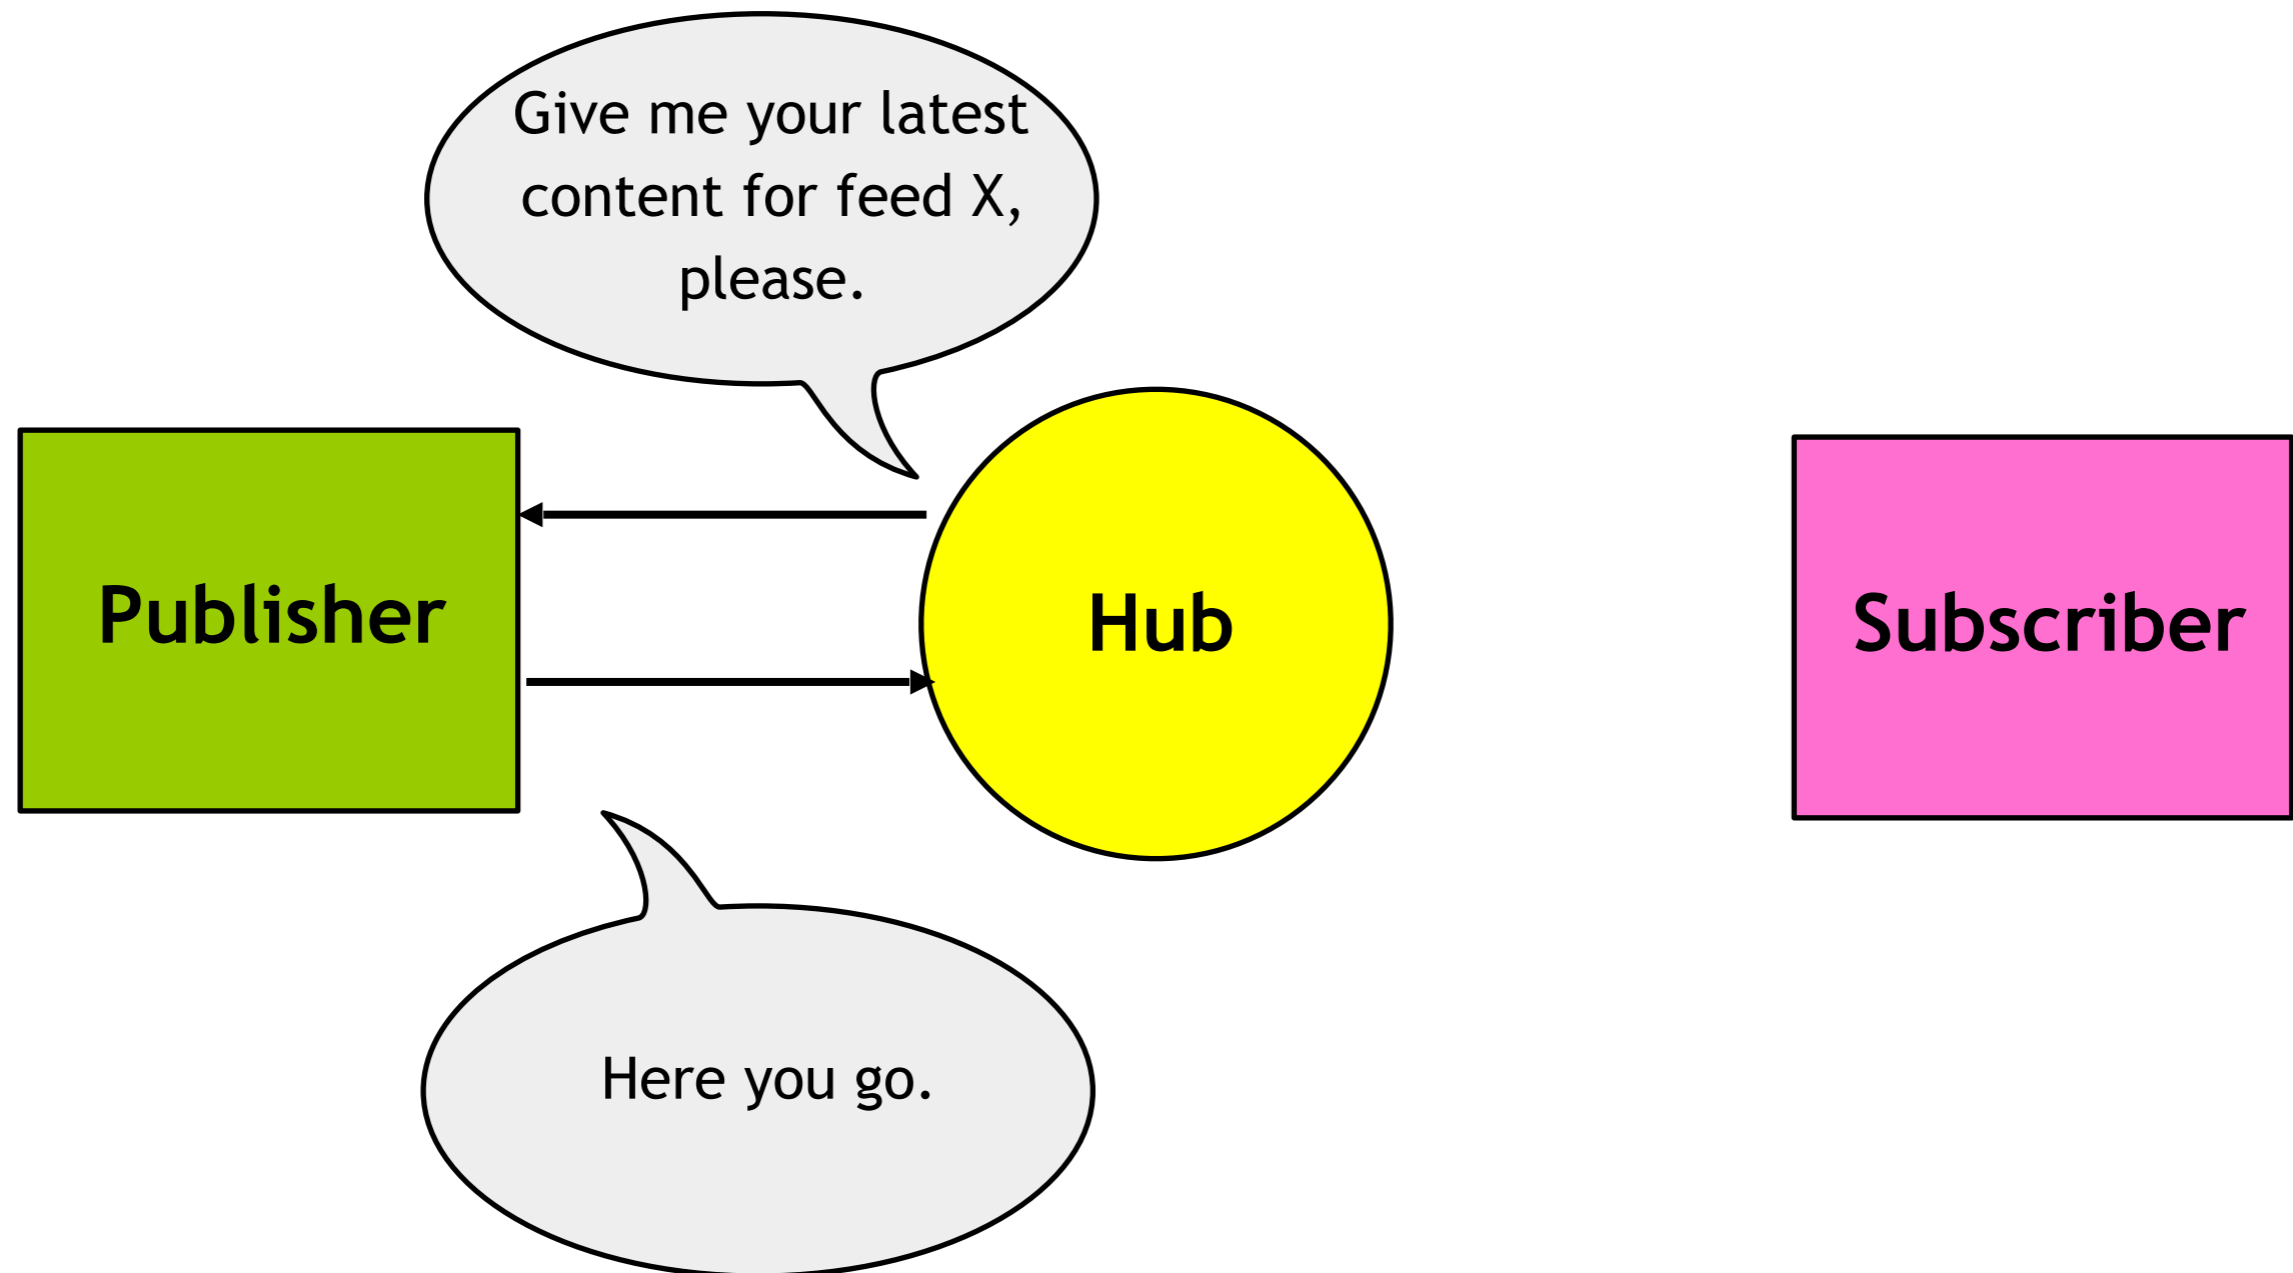 Give me your latest
content for feed X,
please.
Publisher
Hub
Subscriber
Here you go.